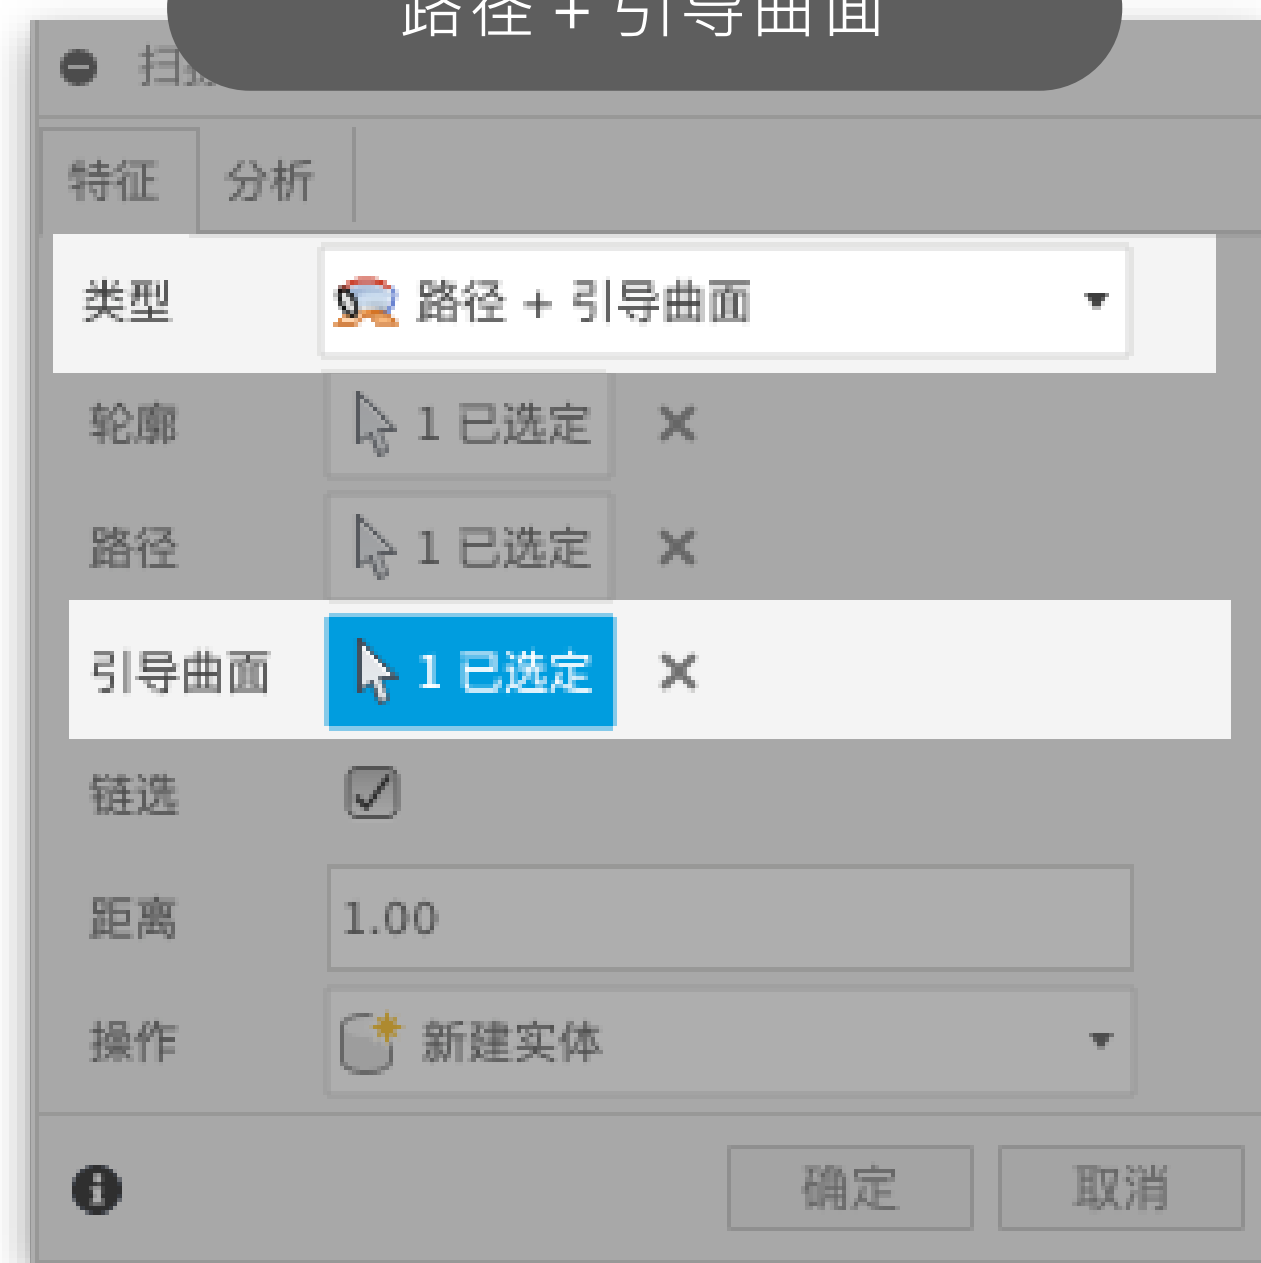 路径 + 引导曲面
扫掠
特征 分析
类型 路径 + 引导曲面
轮廓 1 已选定
路径 1 已选定
引导曲面 1 已选定
链选
距离 1.00
操作 新建实体
确定 取消